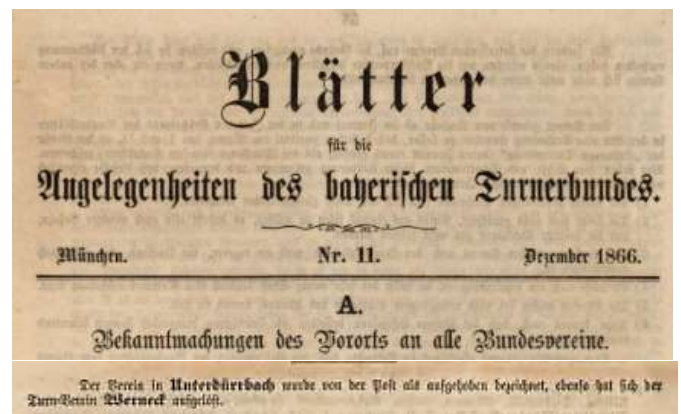 Blätter
für die
Angelegenheiten des bayerischen Turnerbundes.
München. Nr. 11. Dezember 1866.
A.
Bekanntmachungen des Vororts an alle Bundesvereine.
Der Verein in Unterdürrbach wurde von der Post als aufgehoben bezeichnet, ebenso hat sich der
Turn-Verein Werneck aufgelöst.